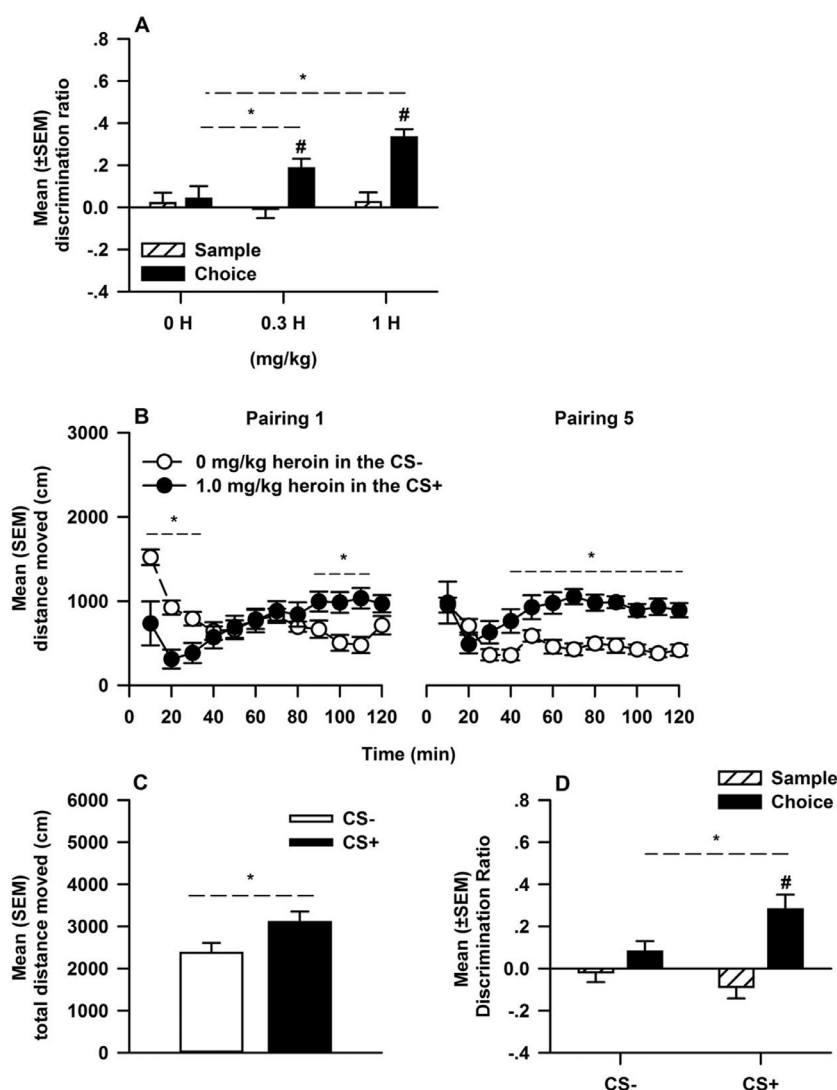 A
Mean (±SEM)
discrimination ratio
.8
.6
.4
.2
0.0
-.2
-.4
*
*
#
#
Sample
Choice
0 H
0.3 H
1 H
(mg/kg)
B
Pairing 1
Pairing 5
Mean (SEM)
distance moved (cm)
3000
2000
1000
0
0 mg/kg heroin in the CS-
1.0 mg/kg heroin in the CS+
*
*
*
0 20 40 60 80 100 120
0 20 40 60 80 100 120
Time (min)
C
Mean (SEM)
total distance moved (cm)
6000
5000
4000
3000
2000
1000
0
CS-
CS+
*
D
Sample
Choice
Mean (±SEM)
Discrimination Ratio
.8
.6
.4
.2
0.0
-.2
-.4
*
#
CS-
CS+